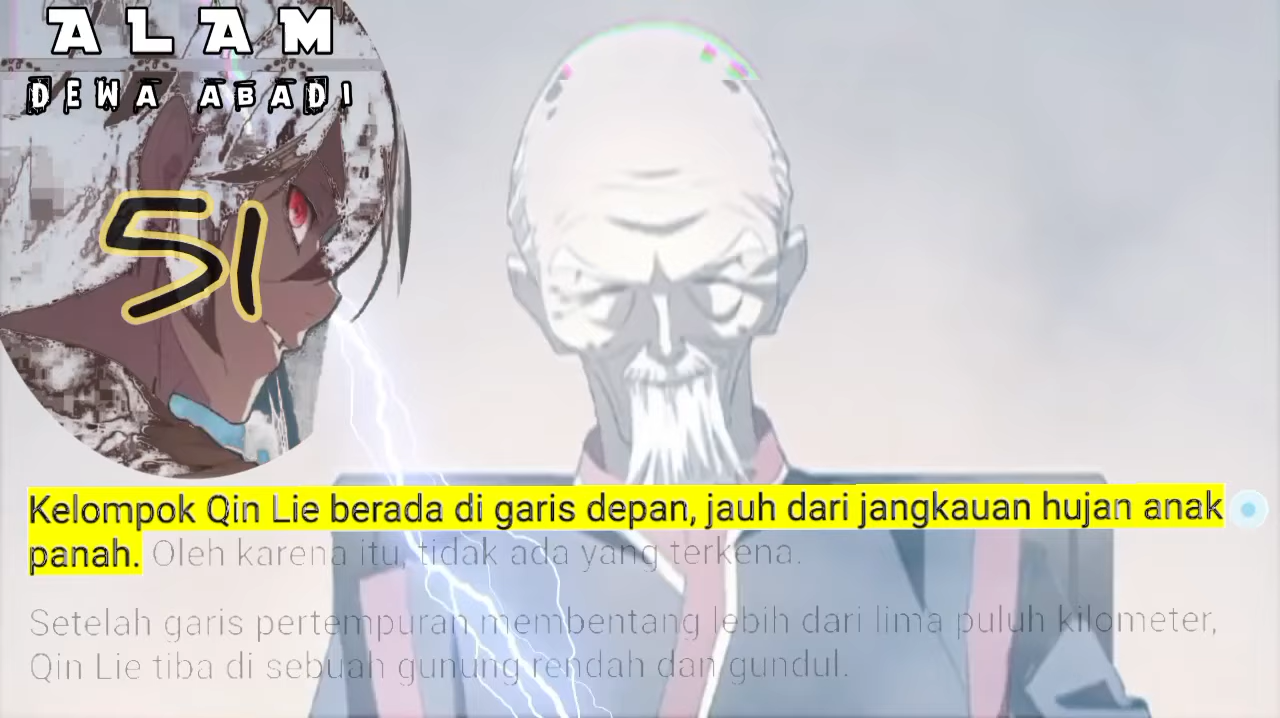 ALAM
DEWA ABADI
51
Kelompok Qin Lie berada di garis depan, jauh dari jangkauan hujan anak
panah. Oleh karena itu, tidak ada yang terkena.
Setelah garis pertempuran membentang lebih dari lima puluh kilometer,
Qin Lie tiba di sebuah gunung rendah dan gundul.